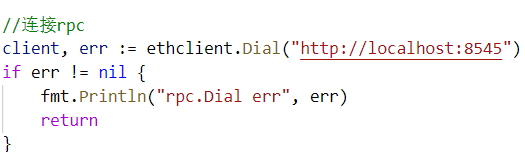 //连接rpc
client, err := ethclient.Dial("http://localhost:8545")
if err != nil {
    fmt.Println("rpc.Dial err", err)
    return
}